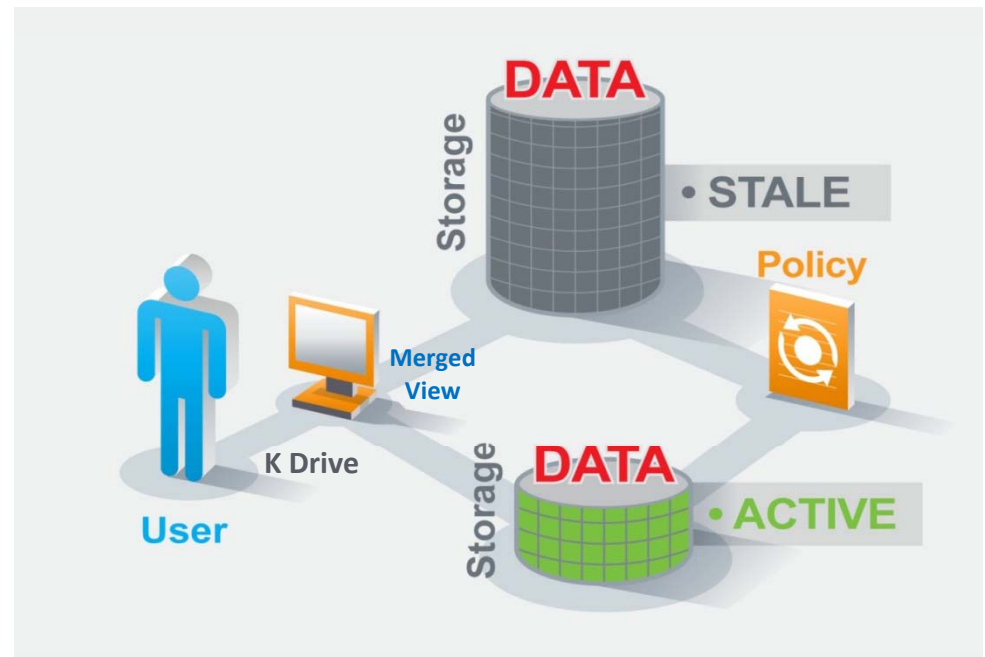 DATA
Storage
• STALE
Policy
Merged
View
K Drive
User
DATA
Storage
• ACTIVE